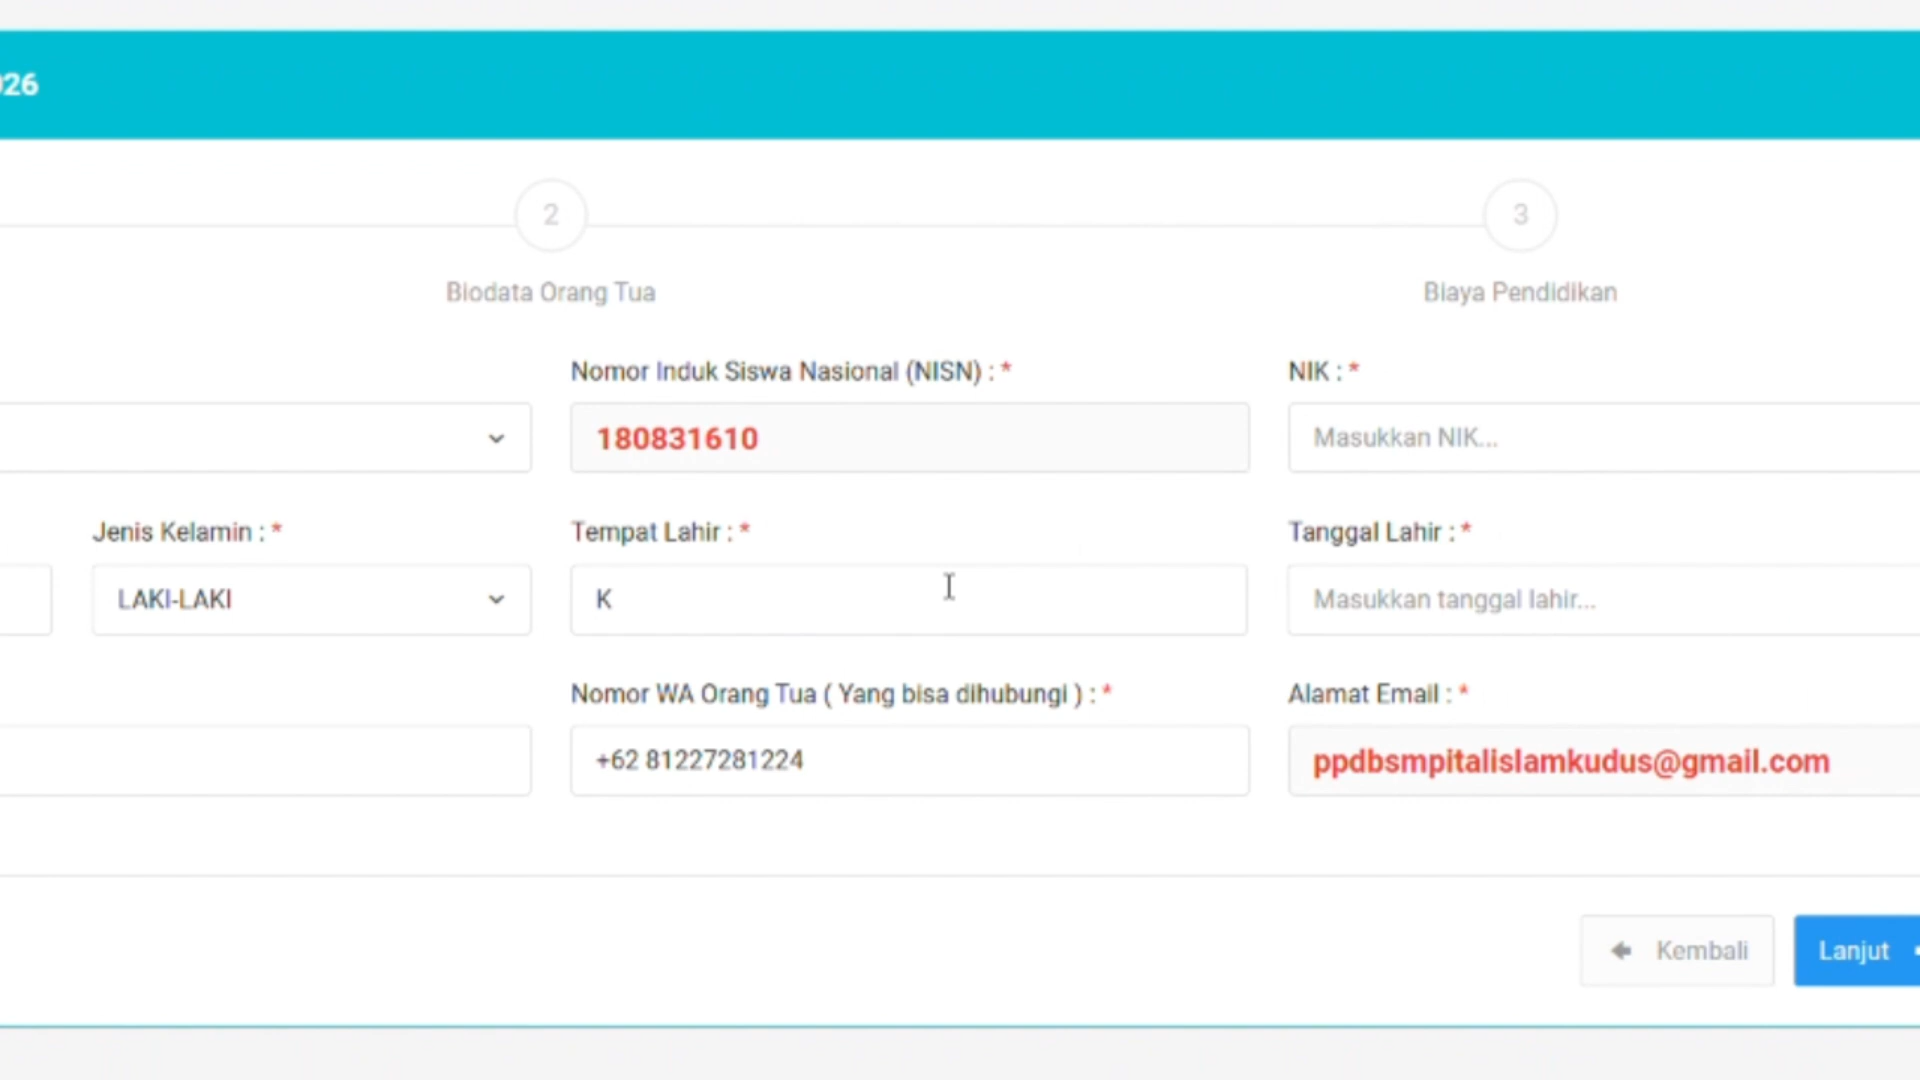 026
2
3
Biodata Orang Tua
Biaya Pendidikan
Nomor Induk Siswa Nasional (NISN) : *
NIK : *
180831610
Masukkan NIK...
Jenis Kelamin : *
Tempat Lahir : *
Tanggal Lahir : *
LAKI-LAKI
K
Masukkan tanggal lahir...
Nomor WA Orang Tua ( Yang bisa dihubungi ) : *
Alamat Email : *
+62 81227281224
ppdbsmpitalislamkudus@gmail.com
Kembali
Lanjut